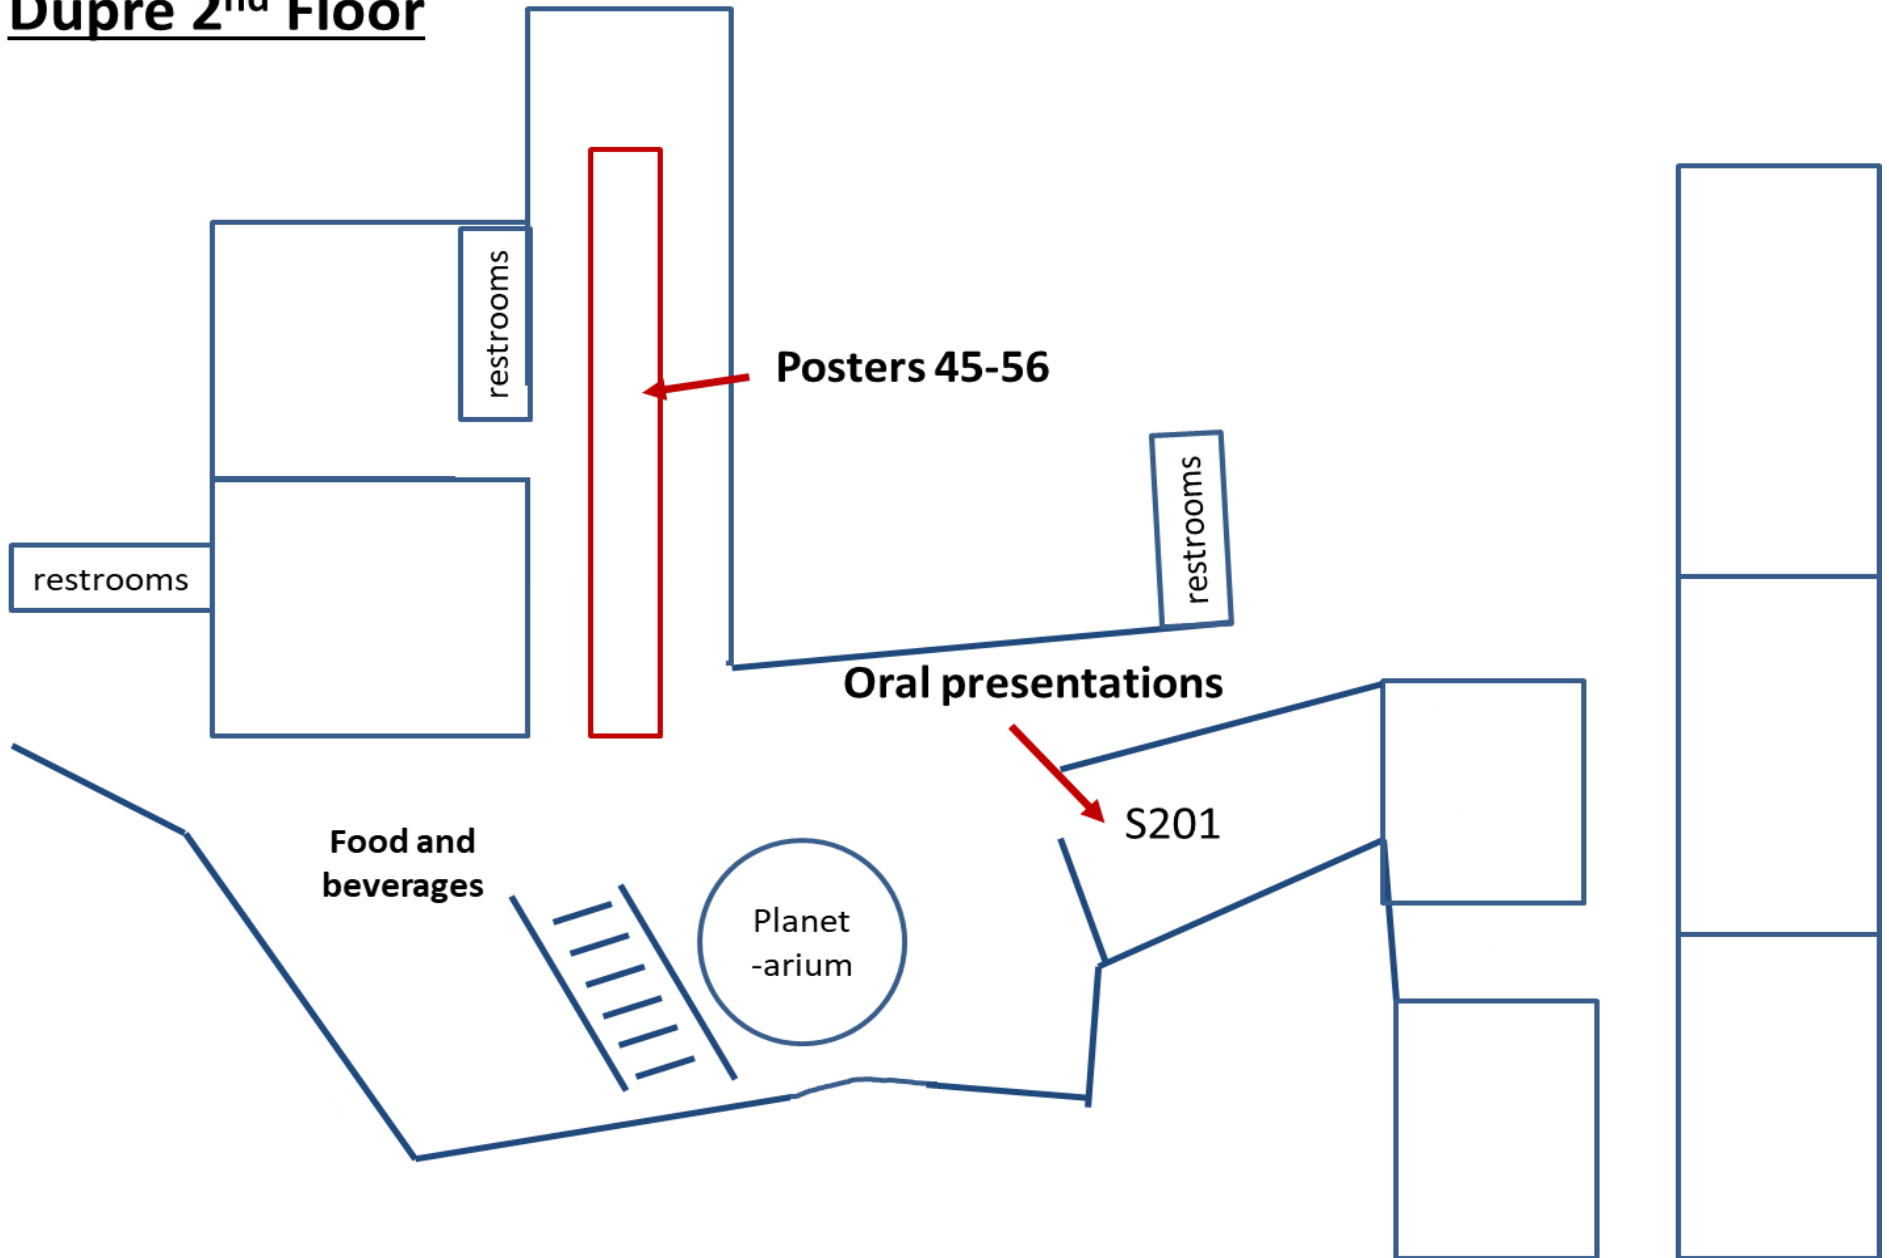 Dupre 2nd Floor
restrooms
Posters 45-56
restrooms
restrooms
Oral presentations
S201
Food and
beverages
Planet
-arium